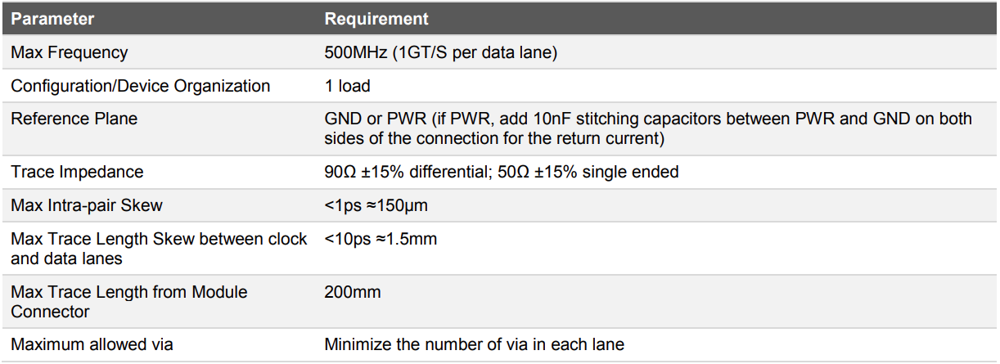 Parameter Requirement
Max Frequency 500MHz (1GT/S per data lane)
Configuration/Device Organization 1 load
Reference Plane GND or PWR (if PWR, add 10nF stitching capacitors between PWR and GND on both
sides of the connection for the return current)
Trace Impedance 90Ω ±15% differential; 50Ω ±15% single ended
Max Intra-pair Skew <1ps ≈150µm
Max Trace Length Skew between clock <10ps ≈1.5mm
and data lanes
Max Trace Length from Module 200mm
Connector
Maximum allowed via Minimize the number of via in each lane